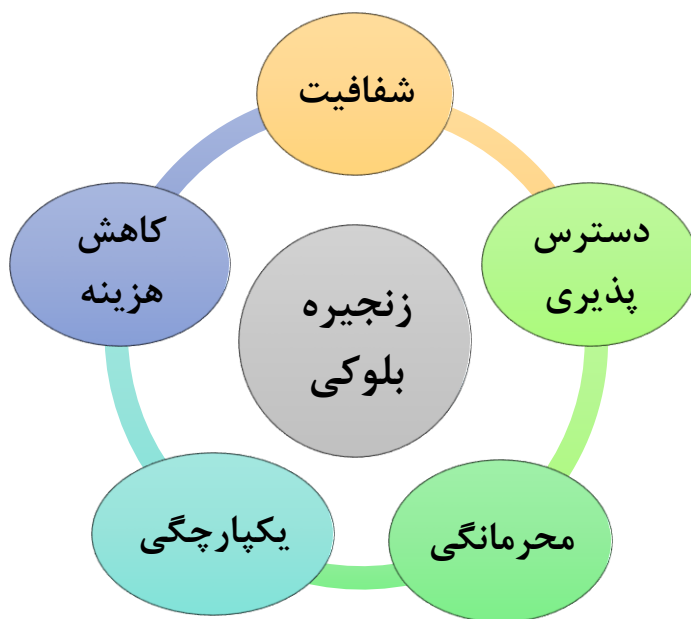 شفافیت
دسترس
پذیری
محرمانگی
یکپارچگی
کاهش
هزینه
زنجیره
بلوکی